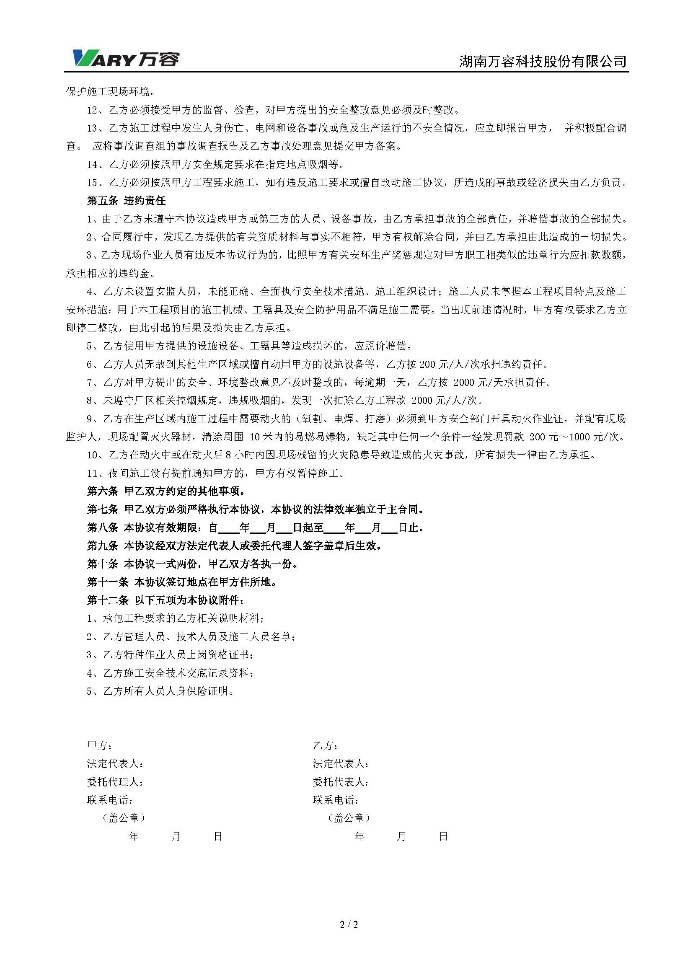 VARY万容
湖南万容科技股份有限公司
保护施工现场环境。
12、乙方必须接受甲方的监督、检查，对甲方提出的安全整改意见必须及时整改。
13、乙方施工过程中发生人身伤亡、电网和设备事故或危及生产运行的不安全情况，应立即报告甲方， 并积极配合调
查。 应将事故调查组的事故调查报告及乙方事故处理意见提交甲方备案。
14、乙方必须按照甲方安全规定要求在指定地点吸烟等。
15、乙方必须按照甲方工程要求施工，如有违反施工要求或擅自改动施工协议，所造成的事故或经济损失由乙方负责。
第五条 违约责任
1、由于乙方未遵守本协议造成甲方或第三方的人员、设备事故，由乙方承担事故的全部责任，并赔偿事故的全部损失。
2、合同履行中，发现乙方提供的有关资质材料与事实不相符，甲方有权解除合同，并由乙方承担由此造成的一切损失。
3、乙方现场作业人员有违反本协议行为的，比照甲方有关安环生产奖惩规定对甲方职工相类似的违章行为应扣款数额，
承担相应的违约金。
4、乙方未设置安监人员，未能正确、全面执行安全技术措施、施工组织设计；施工人员未掌握本工程项目特点及施工
安环措施；用于本工程项目的施工机械、工器具及安全防护用品不满足施工需要。当出现前述情况时，甲方有权要求乙方立
即停工整改，由此引起的后果及损失由乙方承担。
5、乙方使用甲方提供的设施设备、工器具等造成损坏的，应照价赔偿。
6、乙方人员无故到其他生产区域或擅自动用甲方的设施设备等，乙方按 200 元/人/次承担违约责任。
7、乙方对甲方提出的安全、环境整改意见不及时整改的，每逾期一天，乙方按 2000 元/天承担责任。
8、未遵守厂区相关控烟规定，违规吸烟的，发现一次扣除乙方工程款 2000 元/人/次。
9、乙方在生产区域内施工过程中需要动火的（氧割、电焊、打磨）必须到甲方安全部门开具动火作业证，并配有现场
监护人，现场配置灭火器材，清除周围 10 米内的易燃易爆物，缺乏其中任何一个条件一经发现罚款 200 元~1000 元/次。
10、乙方在动火中或在动火后 8 小时内因现场残留的火灾隐患导致造成的火灾事故，所有损失一律由乙方承担。
11、夜间施工没有提前通知甲方的，甲方有权暂停施工。
第六条 甲乙双方约定的其他事项。
第七条 甲乙双方必须严格执行本协议，本协议的法律效率独立于主合同。
第八条 本协议有效期限：自____年___月___日起至____年___月___日止。
第九条 本协议经双方法定代表人或委托代理人签字盖章后生效。
第十条 本协议一式两份，甲乙双方各执一份。
第十一条 本协议签订地点在甲方住所地。
第十二条 以下五项为本协议附件：
1、承包工程要求的乙方相关说明材料；
2、乙方管理人员、技术人员及施工人员名单；
3、乙方特种作业人员上岗资格证书；
4、乙方施工安全技术交底记录资料；
5、乙方所有人员人身保险证明。
甲方： 乙方：
法定代表人： 法定代表人：
委托代理人： 委托代表人：
联系电话： 联系电话：
（盖公章） （盖公章）
年 月 日 年 月 日
2 / 2